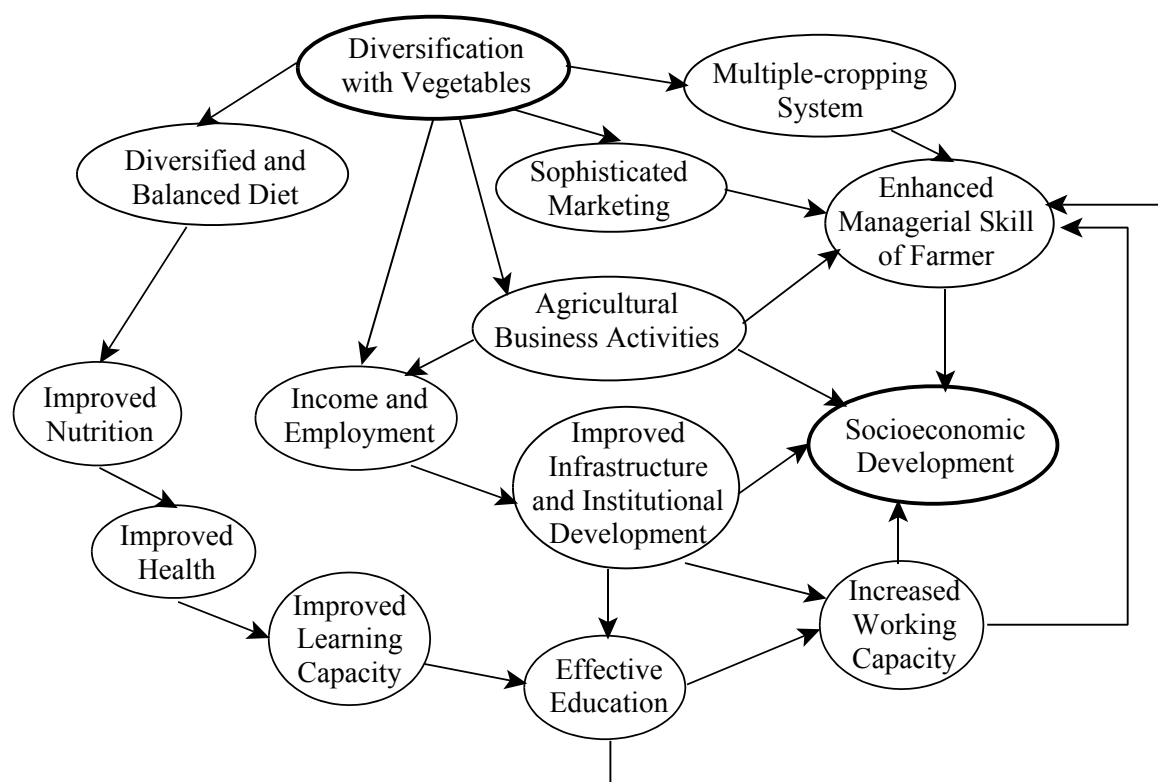 Diversification
with Vegetables
Multiple-cropping
System
Diversified and
Balanced Diet
Sophisticated
Marketing
Enhanced
Managerial Skill
of Farmer
Agricultural
Business Activities
Improved
Nutrition
Income and
Employment
Improved
Infrastructure
and Institutional
Development
Socioeconomic
Development
Improved
Health
Improved
Learning
Capacity
Effective
Education
Increased
Working
Capacity